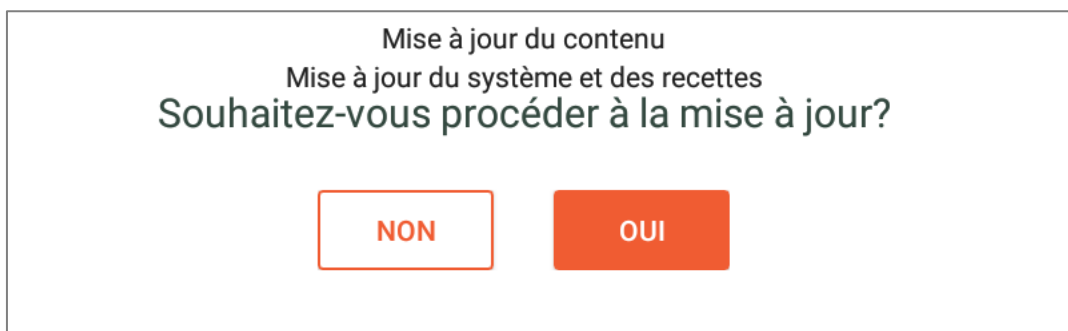 Mise à jour du contenu
Mise à jour du système et des recettes
Souhaitez-vous procéder à la mise à jour?
NON
OUI